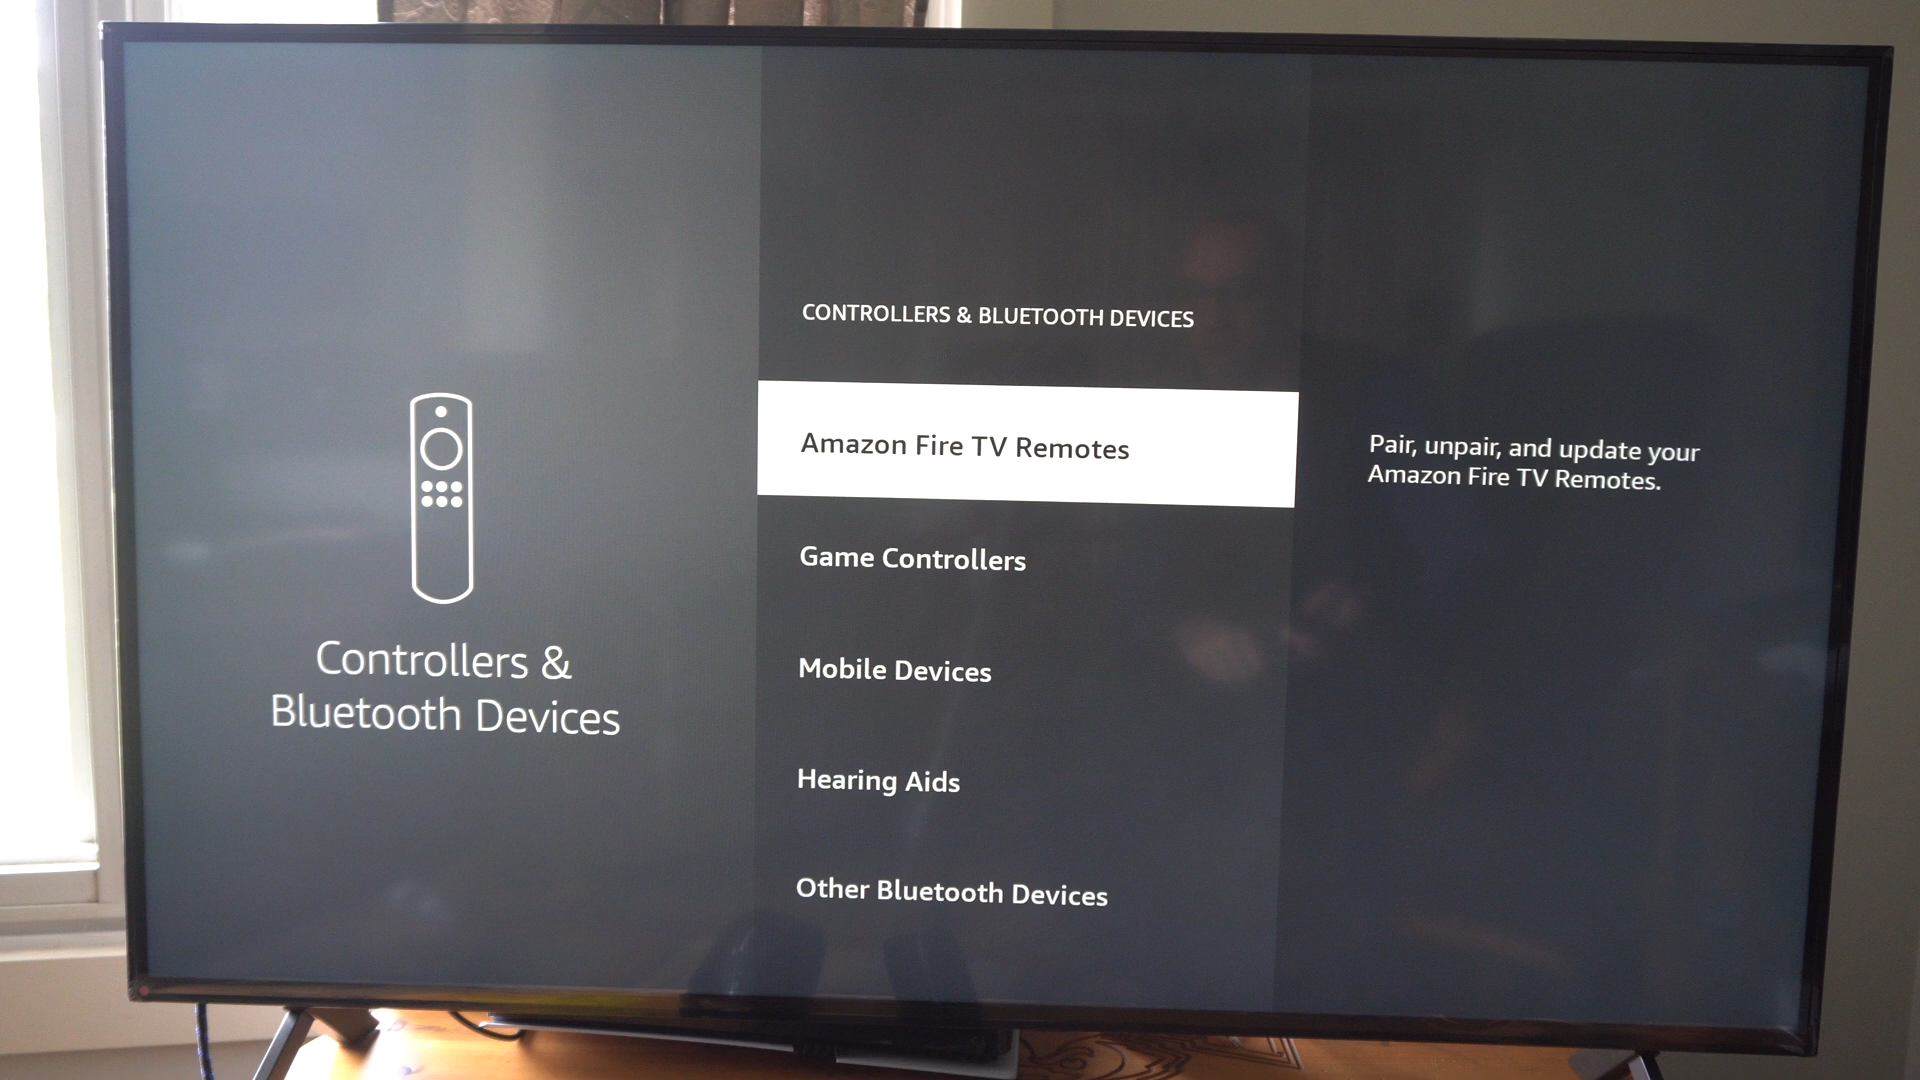 Controllers &
Bluetooth Devices
CONTROLLERS & BLUETOOTH DEVICES
Amazon Fire TV Remotes
Game Controllers
Mobile Devices
Hearing Aids
Other Bluetooth Devices
Pair, unpair, and update your
Amazon Fire TV Remotes.